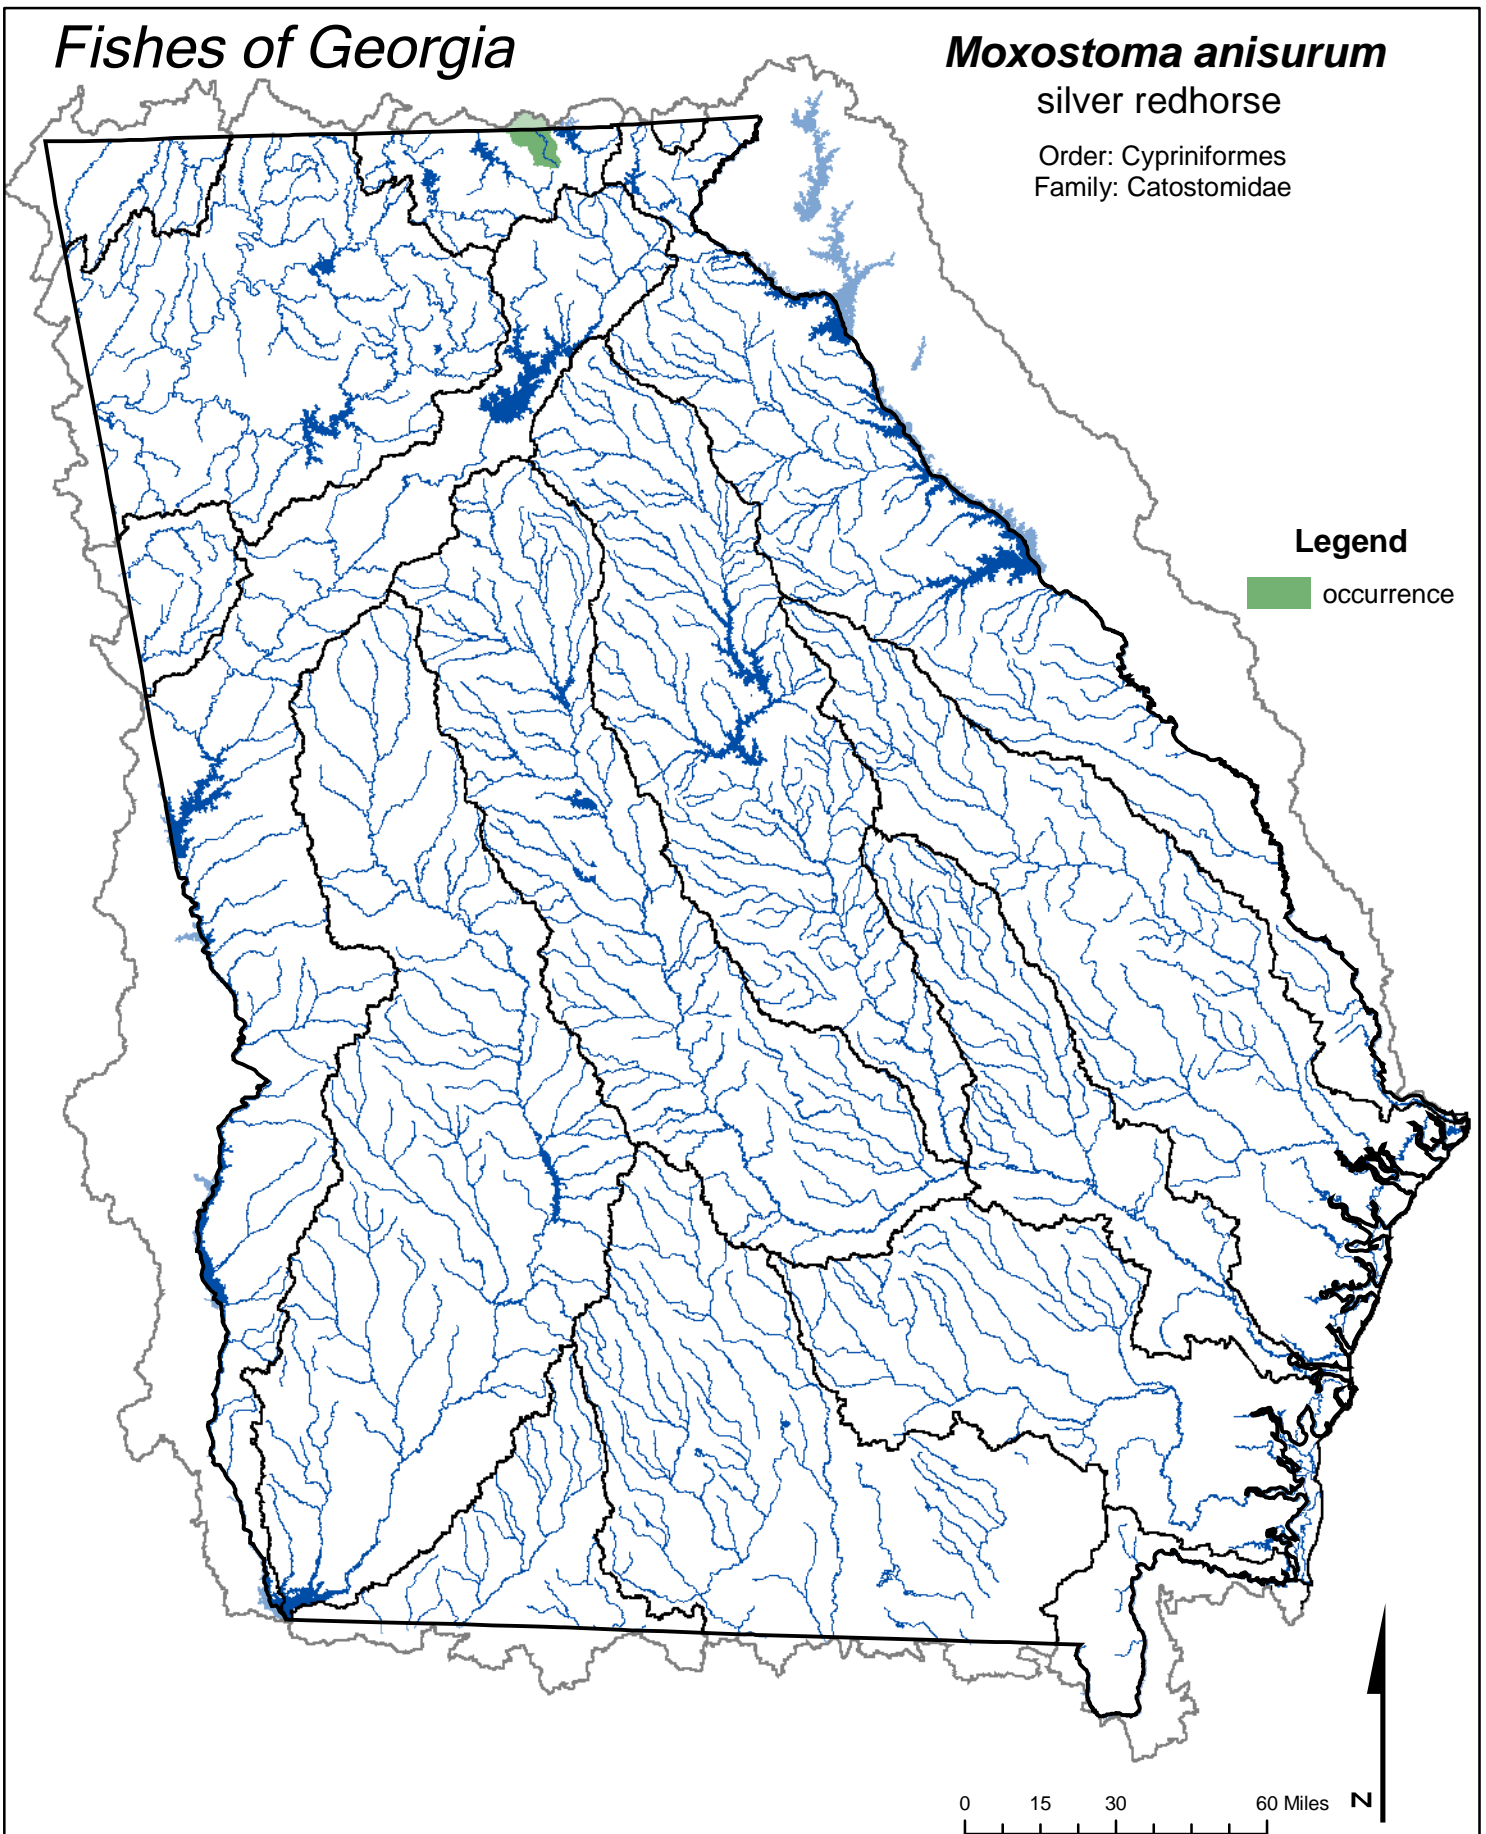 Fishes of Georgia
Moxostoma anisurum
silver redhorse
Order: Cypriniformes
Family: Catostomidae
Legend
occurrence
0 15 30 60 Miles
N